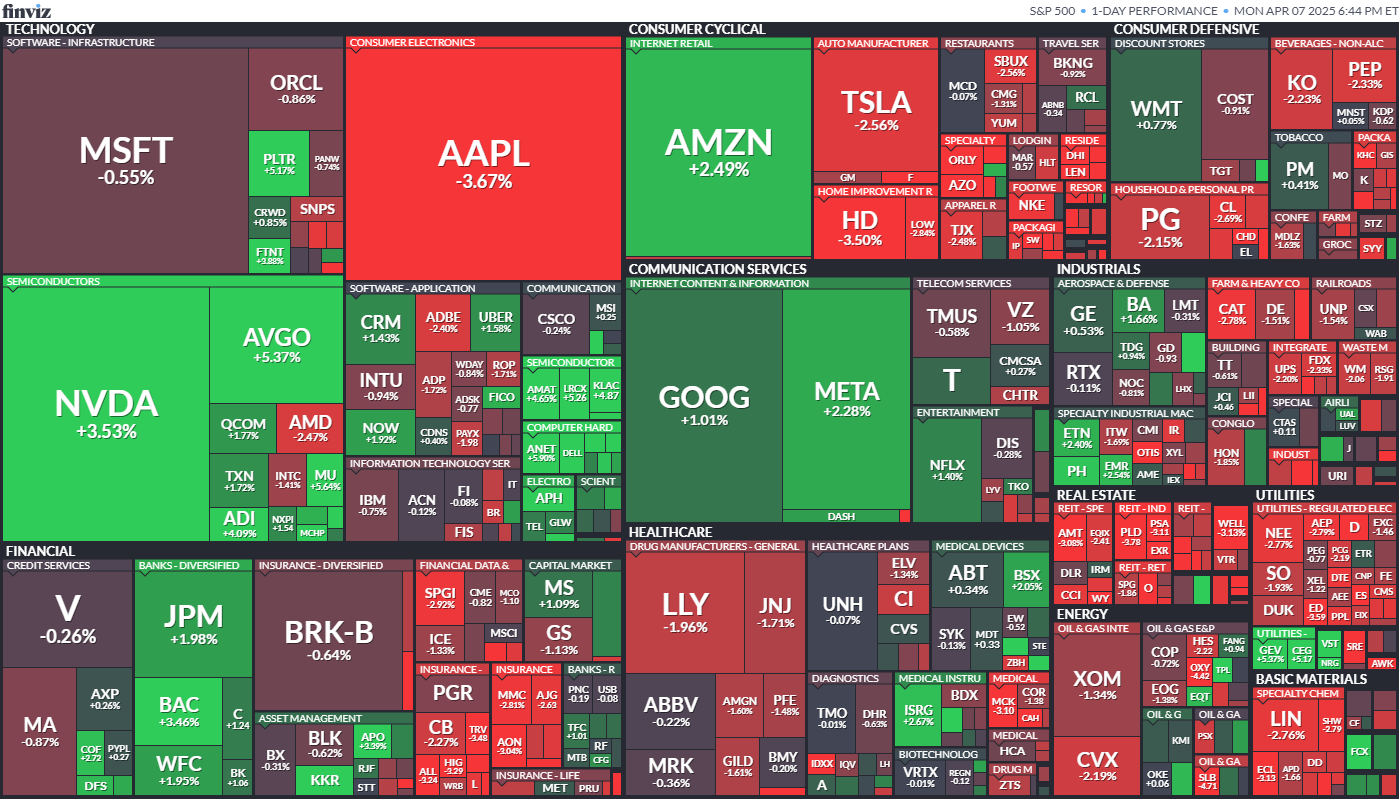 finviz
S&P 500 • 1-DAY PERFORMANCE • MON APR 07 2025 6:44 PM ET
TECHNOLOGY
SOFTWARE - INFRASTRUCTURE
MSFT
-0.55%
ORCL
-0.86%
PLTR
+5.17%
PANW
-0.74%
CRWD
+0.85%
SNPS
FTNT
+3.88%
CONSUMER ELECTRONICS
AAPL
-3.67%
SEMICONDUCTORS
NVDA
+3.53%
AVGO
+5.37%
QCOM
+1.77%
AMD
-2.47%
TXN
+1.72%
INTC
-1.41%
MU
+5.64%
ADI
+4.09%
NXPI
+1.54
MCHP
SOFTWARE - APPLICATION
CRM
+1.43%
ADBE
-2.40%
UBER
+1.58%
INTU
-0.94%
ADP
-1.72%
WDAY
-0.84%
ROP
-1.71%
ADSK
-0.77
FICO
NOW
+1.92%
CDNS
+0.40%
PAYX
-1.98
INFORMATION TECHNOLOGY SER
IBM
-0.75%
ACN
-0.12%
FI
-0.08%
IT
BR
FIS
COMMUNICATION
CSCO
-0.24%
MSI
+0.25
SEMICONDUCTOR
AMAT
+4.65%
LRCX
+5.26
KLAC
+4.87
COMPUTER HARD
ANET
+5.90%
DELL
ELECTRO
APH
TEL
GLW
SCIENT
CONSUMER CYCLICAL
INTERNET RETAIL
AMZN
+2.49%
AUTO MANUFACTURER
TSLA
-2.56%
GM
F
HOME IMPROVEMENT R
HD
-3.50%
LOW
-2.84%
RESTAURANTS
MCD
-0.07%
SBUX
-2.56%
CMG
-1.31%
YUM
TRAVEL SER
BKNG
-0.92%
ABNB
-0.34
RCL
SPECIALTY
ORLY
AZO
LODGIN
MAR
-0.57
HLT
RESIDE
DHI
LEN
APPAREL R
TJX
-2.48%
FOOTWE
NKE
RESOR
PACKAGI
IP
SW
CONSUMER DEFENSIVE
DISCOUNT STORES
WMT
+0.77%
COST
-0.91%
TGT
BEVERAGES - NON-ALC
KO
-2.23%
PEP
-2.33%
MNST
+0.05%
KDP
-0.62
HOUSEHOLD & PERSONAL PR
PG
-2.15%
CL
-2.69%
CHD
EL
TOBACCO
PM
+0.41%
MO
PACKA
KHC
GIS
K
CONFE
MDLZ
-1.63%
FARM
GROC
STZ
SYY
COMMUNICATION SERVICES
INTERNET CONTENT & INFORMATION
GOOG
+1.01%
META
+2.28%
DASH
TELECOM SERVICES
TMUS
-0.58%
VZ
-1.05%
T
CMCSA
+0.27%
CHTR
ENTERTAINMENT
NFLX
+1.40%
DIS
-0.28%
LYV
TKO
INDUSTRIALS
AEROSPACE & DEFENSE
GE
+0.53%
BA
+1.66%
LMT
-0.31%
RTX
-0.11%
TDG
+0.94%
GD
-0.93
NOC
-0.81%
LHX
FARM & HEAVY CO
CAT
-2.78%
DE
-1.51%
RAILROADS
UNP
-1.54%
CSX
WAB
BUILDING
TT
-0.61%
JCI
+0.46
LII
INTEGRATE
UPS
-2.20%
FDX
-2.33%
WASTE M
WM
-2.06
RSG
-1.91
SPECIALTY INDUSTRIAL MAC
ETN
+2.40%
ITW
-1.69%
CMI
IR
OTIS
XYL
PH
EMR
+2.54%
AME
IEX
CONGLO
HON
-1.85%
SPECIAL
CTAS
+0.11
AIRLI
UAL
LUV
INDUST
J
URI
HEALTHCARE
DRUG MANUFACTURERS - GENERAL
LLY
-1.96%
JNJ
-1.71%
ABBV
-0.22%
AMGN
-1.60%
PFE
-1.48%
MRK
-0.36%
GILD
-1.61%
BMY
-0.20%
HEALTHCARE PLANS
UNH
-0.07%
ELV
-1.34%
CI
CVS
MEDICAL DEVICES
ABT
+0.34%
BSX
+2.05%
SYK
-0.13%
MDT
+0.33
EW
-0.52
STE
ZBH
DIAGNOSTICS
TMO
-0.01%
DHR
-0.63%
IDXX
IQV
LH
A
MEDICAL INSTRU
ISRG
+2.67%
BDX
MEDICAL
MCK
-3.10
COR
-1.38
CAH
BIOTECHNOLOG
VRTX
-0.01%
REGN
-0.12
MEDICAL
HCA
DRUG M
ZTS
REAL ESTATE
REIT - SPE
AMT
-3.08%
EQIX
-2.41
DLR
IRM
CCI
WY
REIT - IND
PLD
-3.78
PSA
-3.11
EXR
REIT - RET
SPG
-1.86
O
REIT -
WELL
-3.13%
VTR
UTILITIES
UTILITIES - REGULATED ELEC
NEE
-2.77%
AEP
-2.79%
D
EXC
-1.46
PEG
-0.77
PCG
-2.19
ETR
SO
-1.93%
XEL
-1.22
DTE
CNP
FE
AEE
ES
CMS
DUK
ED
-3.59
PPL
EIX
UTILITIES -
GEV
+5.37%
CEG
+5.17
VST
NRG
SRE
AWK
ENERGY
OIL & GAS INTE
XOM
-1.34%
CVX
-2.19%
OIL & GAS E&P
COP
-0.72%
HES
-2.22
FANG
+0.94
OXY
-4.42
TPL
EOG
-1.38%
EQT
OIL & G
KMI
OKE
+0.06
OIL & GA
PSX
OIL & GA
SLB
-4.71
BASIC MATERIALS
SPECIALTY CHEM
LIN
-2.76%
SHW
-2.79
ECL
-3.13
APD
-1.66
DD
CF
FCX
FINANCIAL
CREDIT SERVICES
V
-0.26%
MA
-0.87%
AXP
+0.26%
COF
+2.72
PYPL
+0.27
DFS
BANKS - DIVERSIFIED
JPM
+1.98%
BAC
+3.46%
C
+1.24
WFC
+1.95%
BK
+1.06
INSURANCE - DIVERSIFIED
BRK-B
-0.64%
ASSET MANAGEMENT
BX
-0.31%
BLK
-0.62%
APO
+3.39%
KKR
RJF
STT
FINANCIAL DATA &
SPGI
-2.92%
CME
-0.82
MCO
-1.10
ICE
-1.33%
MSCI
CAPITAL MARKET
MS
+1.09%
GS
-1.13%
INSURANCE -
PGR
CB
-2.27%
TRV
-3.48
ALL
-3.24
HIG
-3.29
WRB
L
INSURANCE
MMC
-2.81%
AJG
-2.63
AON
-3.04%
BANKS - R
PNC
-0.19
USB
-0.08
TFC
+1.01
RF
MTB
CFG
INSURANCE - LIFE
MET
PRU